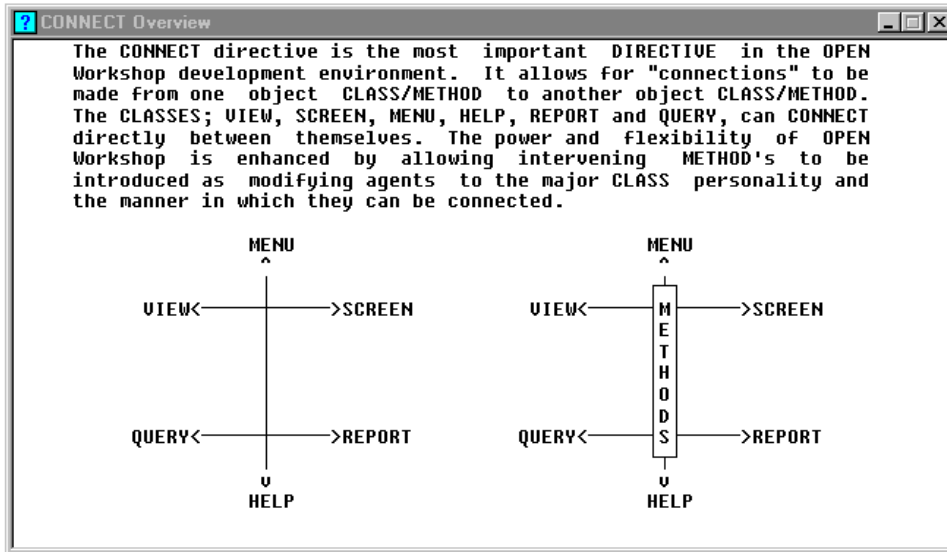 CONNECT Overview
The CONNECT directive is the most important DIRECTIVE in the OPEN
Workshop development environment. It allows for "connections" to be
made from one object CLASS/METHOD to another object CLASS/METHOD.
The CLASSES; VIEW, SCREEN, MENU, HELP, REPORT and QUERY, can CONNECT
directly between themselves. The power and flexibility of OPEN
Workshop is enhanced by allowing intervening METHOD's to be
introduced as modifying agents to the major CLASS personality and
the manner in which they can be connected.
MENU
VIEW< >SCREEN
QUERY< >REPORT
HELP
MENU
VIEW< >SCREEN
METHODS
QUERY< >REPORT
HELP